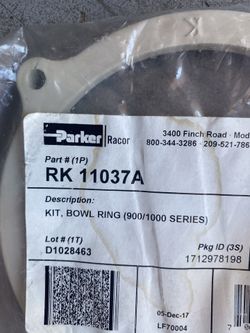 K
Parker Racor
3400 Finch Road · Mod
800-344-3286 · 209-521-786
Part # (1P)
RK 11037A
Description:
KIT, BOWL RING (900/1000 SERIES)
Lot # (1T)
D1028463
Pkg ID (3S)
1712978198
05-Dec-17
LF70004